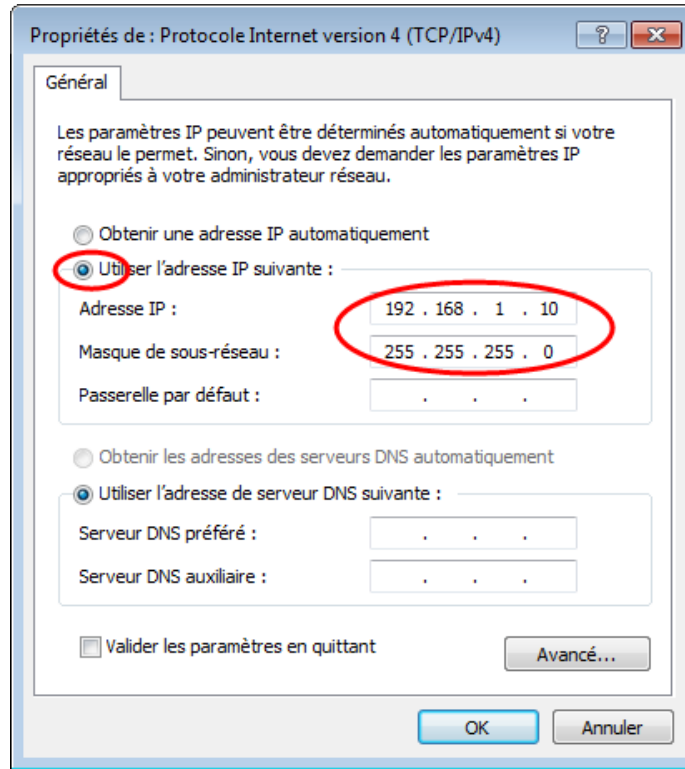 Propriétés de : Protocole Internet version 4 (TCP/IPv4)
Général
Les paramètres IP peuvent être déterminés automatiquement si votre
réseau le permet. Sinon, vous devez demander les paramètres IP
appropriés à votre administrateur réseau.
Obtenir une adresse IP automatiquement
Utiliser l'adresse IP suivante :
Adresse IP : 192 . 168 . 1 . 10
Masque de sous-réseau : 255 . 255 . 255 . 0
Passerelle par défaut : . . .
Obtenir les adresses des serveurs DNS automatiquement
Utiliser l'adresse de serveur DNS suivante :
Serveur DNS préféré : . . .
Serveur DNS auxiliaire : . . .
Valider les paramètres en quittant
Avancé...
OK Annuler